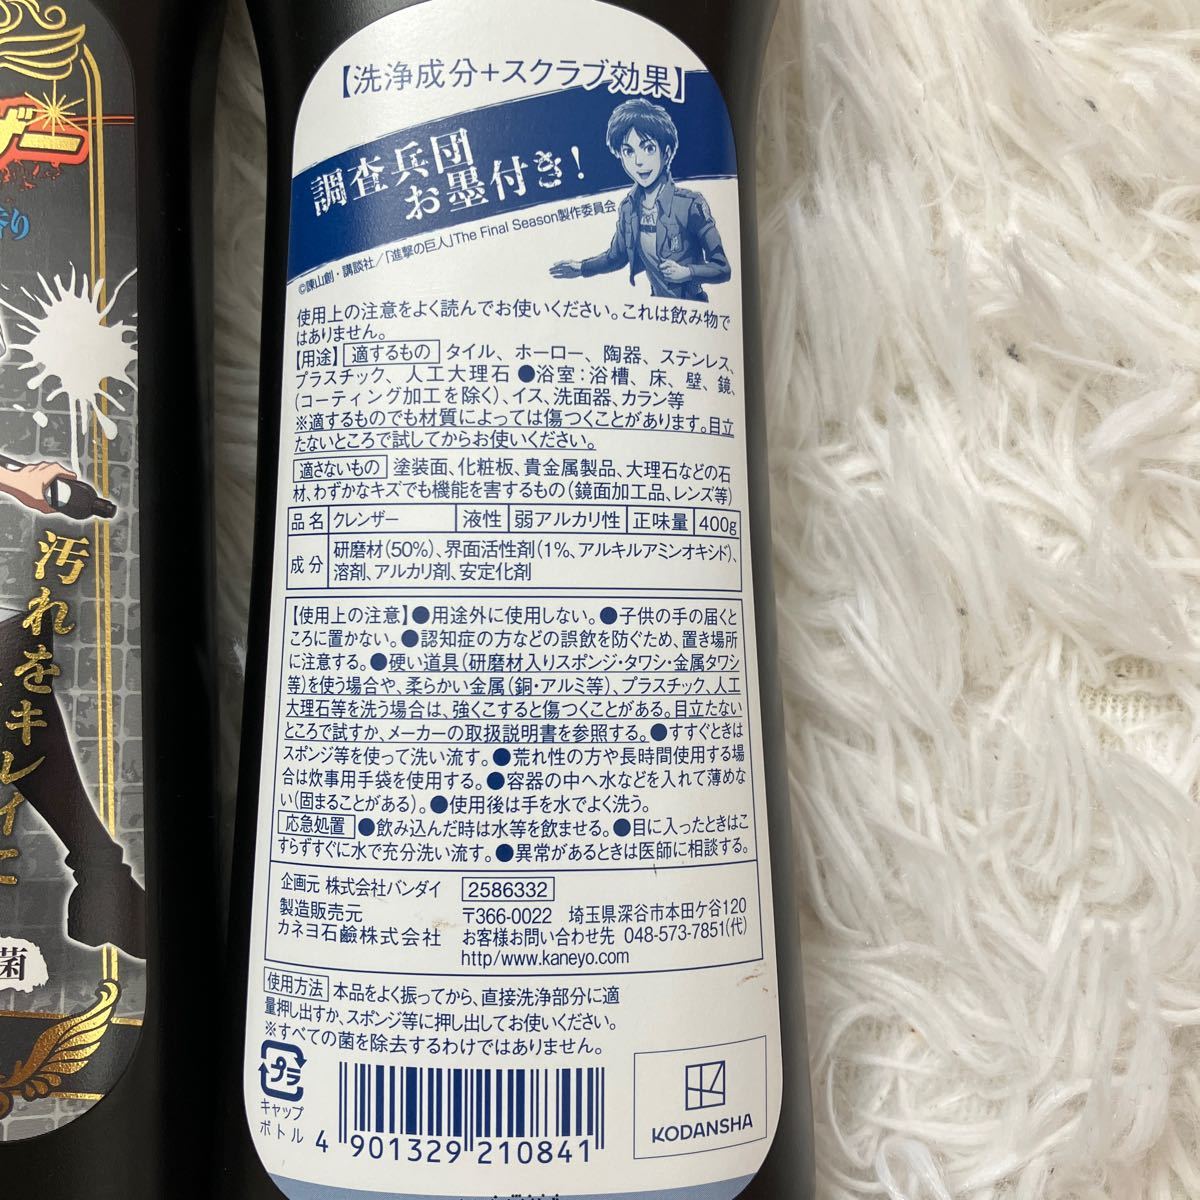 ザー
香り
汚れをキレイに
菌
【洗浄成分+スクラブ効果】
調査兵団
お墨付き!
©諫山創・講談社/「進撃の巨人」The Final Season製作委員会
使用上の注意をよく読んでお使いください。これは飲み物で
はありません。
【用途】適するもの タイル、ホーロー、陶器、ステンレス、
プラスチック、人工大理石 ●浴室:浴槽、床、壁、鏡、
(コーティング加工を除く)、イス、洗面器、カラン等
※適するものでも材質によっては傷つくことがあります。目立
たないところで試してからお使いください。
適さないもの 塗装面、化粧板、貴金属製品、大理石などの石
材、わずかなキズでも機能を害するもの(鏡面加工品、レンズ等)
品名 クレンザー 液性 弱アルカリ性 正味量 400g
成分 研磨材(50%)、界面活性剤(1%、アルキルアミンオキシド)、
溶剤、アルカリ剤、安定化剤
【使用上の注意】●用途外に使用しない。●子供の手の届くと
ころに置かない。●認知症の方などの誤飲を防ぐため、置き場所
に注意する。●硬い道具(研磨材入りスポンジ・タワシ・金属タワシ
等)を使う場合や、柔らかい金属(銅・アルミ等)、プラスチック、人工
大理石等を洗う場合は、強くこすると傷つくことがある。目立たない
ところで試すか、メーカーの取扱説明書を参照する。●すすぐときは
スポンジ等を使って洗い流す。●荒れ性の方や長時間使用する場
合は炊事用手袋を使用する。●容器の中へ水などを入れて薄めな
い(固まることがある)。●使用後は手を水でよく洗う。
応急処置 ●飲み込んだ時は水等を飲ませる。●目に入ったときはこ
すらずすぐに水で充分洗い流す。●異常があるときは医師に相談する。
企画元 株式会社バンダイ 2586332
製造販売元 〒366-0022 埼玉県深谷市本田ケ谷120
カネヨ石鹸株式会社 お客様お問い合わせ先 048-573-7851(代)
http/www.kaneyo.com
使用方法 本品をよく振ってから、直接洗浄部分に適
量押し出すか、スポンジ等に押し出してお使いください。
※すべての菌を除去するわけではありません。
プラ
キャップ
ボトル
4 901329 210841
KODANSHA